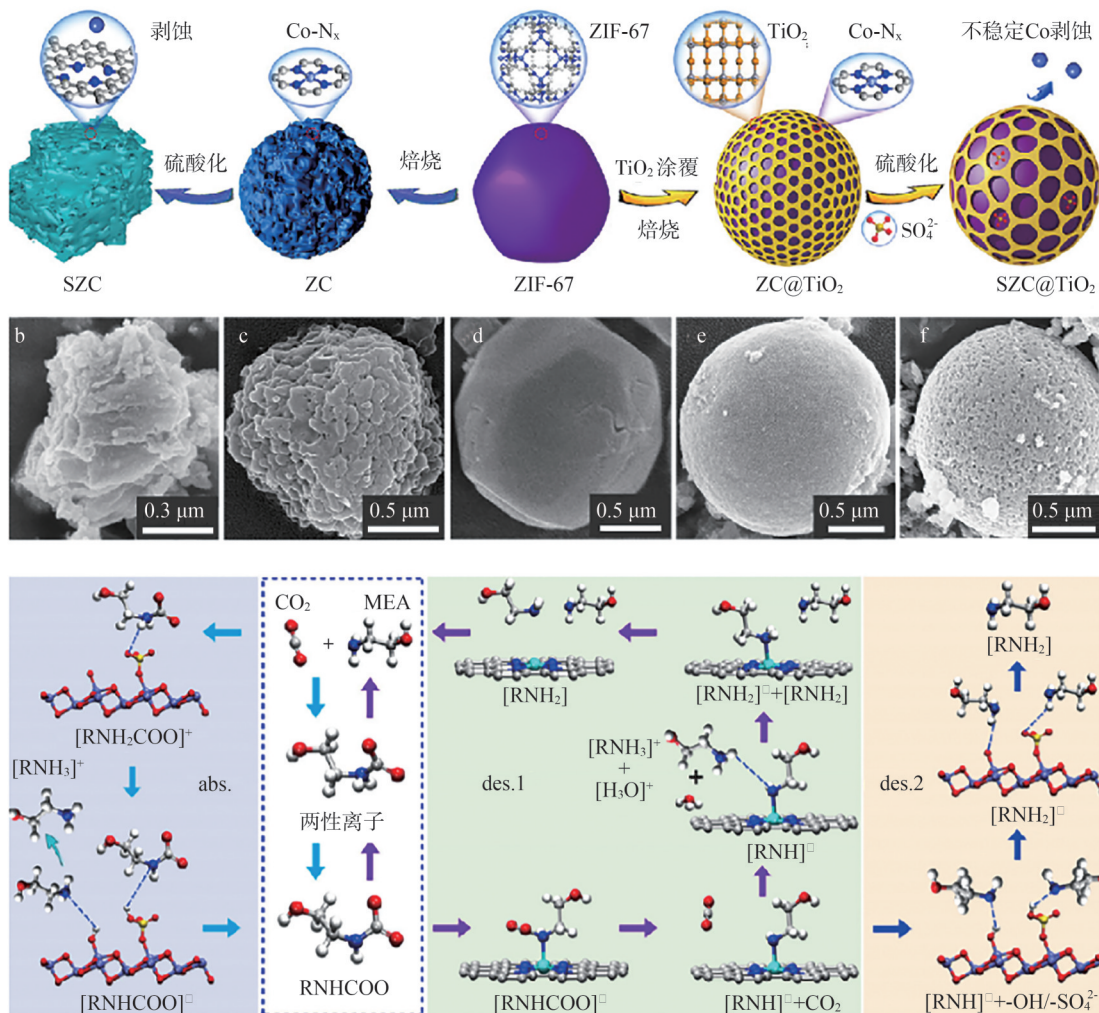 剥蚀
Co-Nₓ
ZIF-67
TiO₂
Co-Nₓ
不稳定Co剥蚀
硫酸化
焙烧
TiO₂ 涂覆
焙烧
硫酸化
SO₄²⁻
SZC
ZC
ZIF-67
ZC@TiO₂
SZC@TiO₂
b
c
d
e
f
0.3 μm
0.5 μm
0.5 μm
0.5 μm
0.5 μm
[RNH₂COO]⁺
[RNH₃]⁺
abs.
[RNHCOO]□
CO₂
MEA
+
两性离子
RNHCOO
[RNH₂]
[RNH₂]□+[RNH₂]
des.1
[RNH₃]⁺
+
[H₃O]⁺
+
[RNH]□
[RNHCOO]□
[RNH]□+CO₂
[RNH₂]
des.2
[RNH₂]□
[RNH]□+-OH/-SO₄²⁻